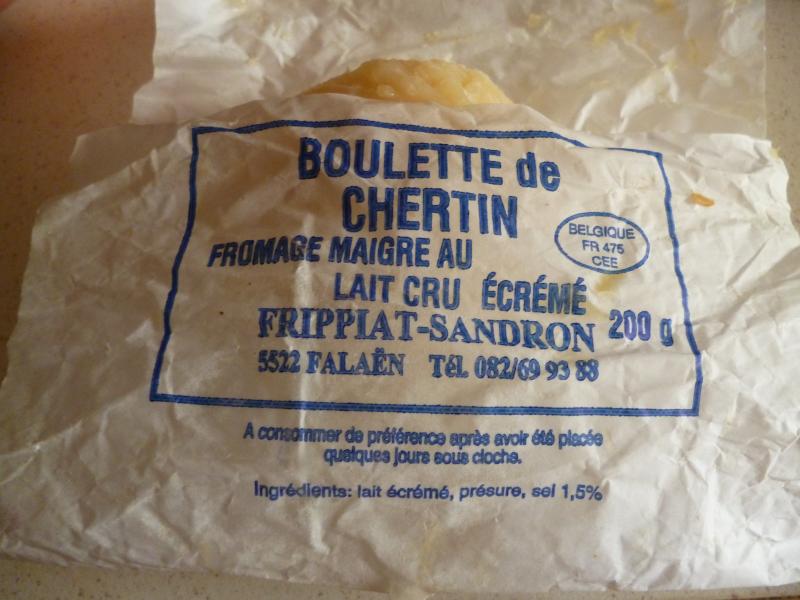 BOULETTE de
CHERTIN
FROMAGE MAIGRE AU
LAIT CRU ÉCRÉMÉ
BELGIQUE
FR 475
CEE
FRIPPIAT-SANDRON 200 g
5522 FALAËN Tél. 082/69 93 88
A consommer de préférence après avoir été placée
quelques jours sous cloche.
Ingrédients: lait écrémé, présure, sel 1,5%